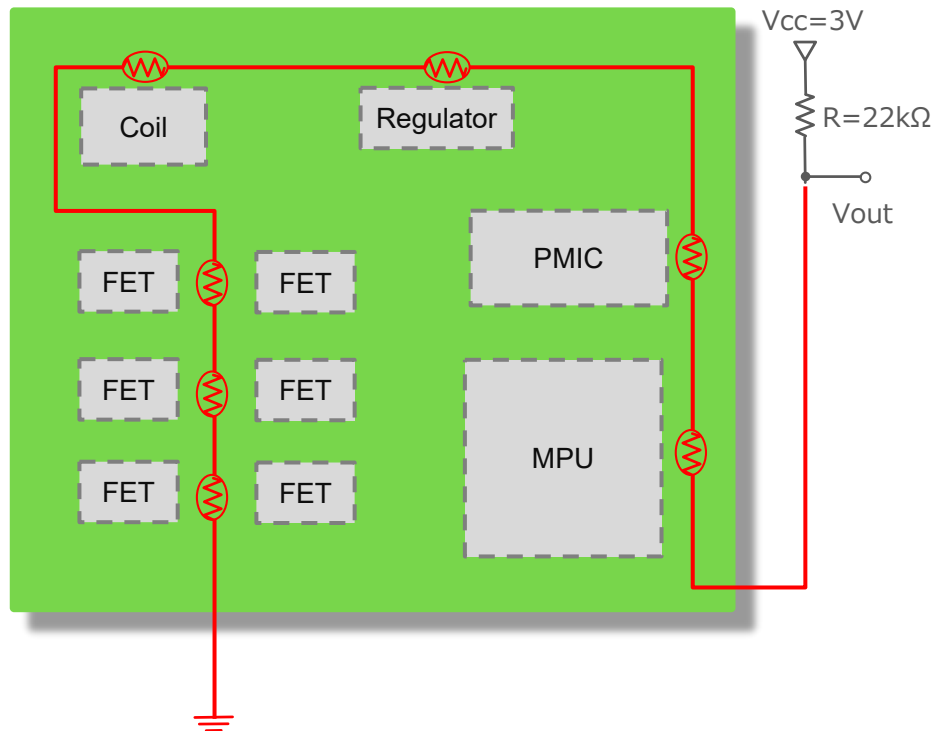 Vcc=3V
Coil
Regulator
R=22kΩ
Vout
PMIC
FET
FET
FET
FET
MPU
FET
FET